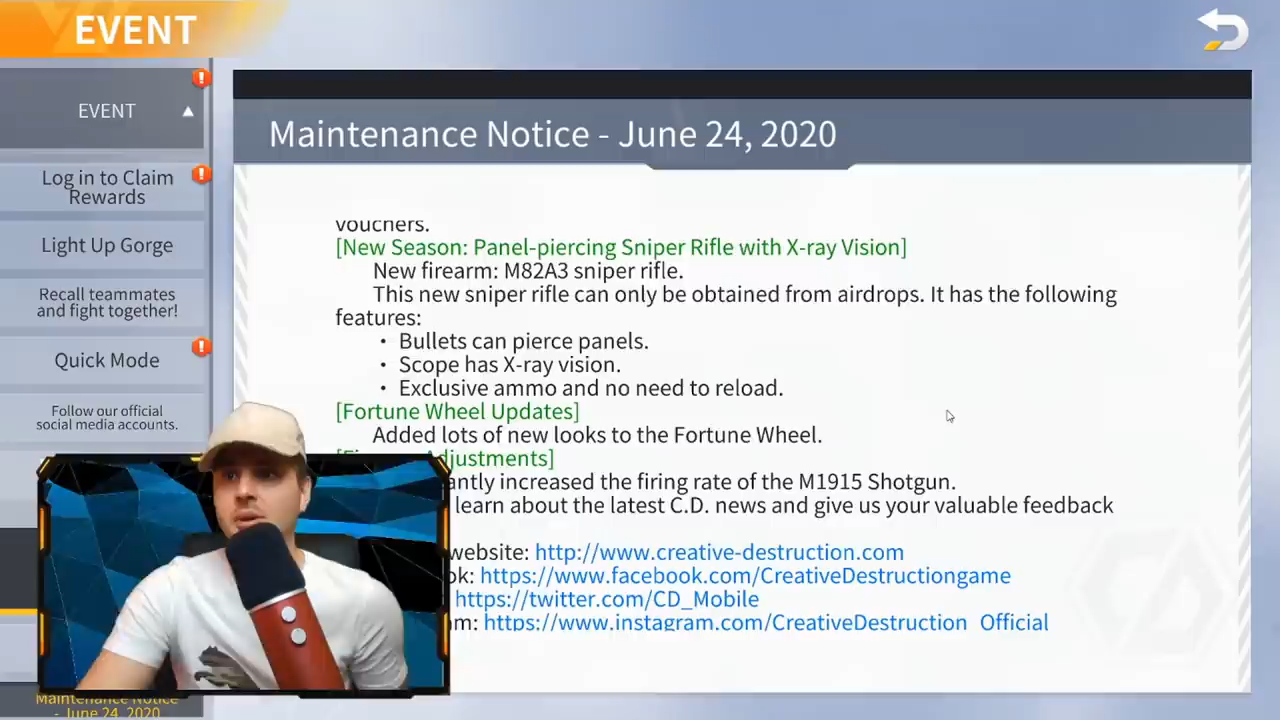 EVENT
EVENT
Log in to Claim
Rewards
Light Up Gorge
Recall teammates
and fight together!
Quick Mode
Follow our official
social media accounts.
Maintenance Notice
- June 24, 2020
Maintenance Notice - June 24, 2020
vouchers.
[New Season: Panel-piercing Sniper Rifle with X-ray Vision]
New firearm: M82A3 sniper rifle.
This new sniper rifle can only be obtained from airdrops. It has the following
features:
• Bullets can pierce panels.
• Scope has X-ray vision.
• Exclusive ammo and no need to reload.
[Fortune Wheel Updates]
Added lots of new looks to the Fortune Wheel.
djustments]
antly increased the firing rate of the M1915 Shotgun.
learn about the latest C.D. news and give us your valuable feedback
website: http://www.creative-destruction.com
ok: https://www.facebook.com/CreativeDestructiongame
https://twitter.com/CD_Mobile
am: https://www.instagram.com/CreativeDestruction_Official